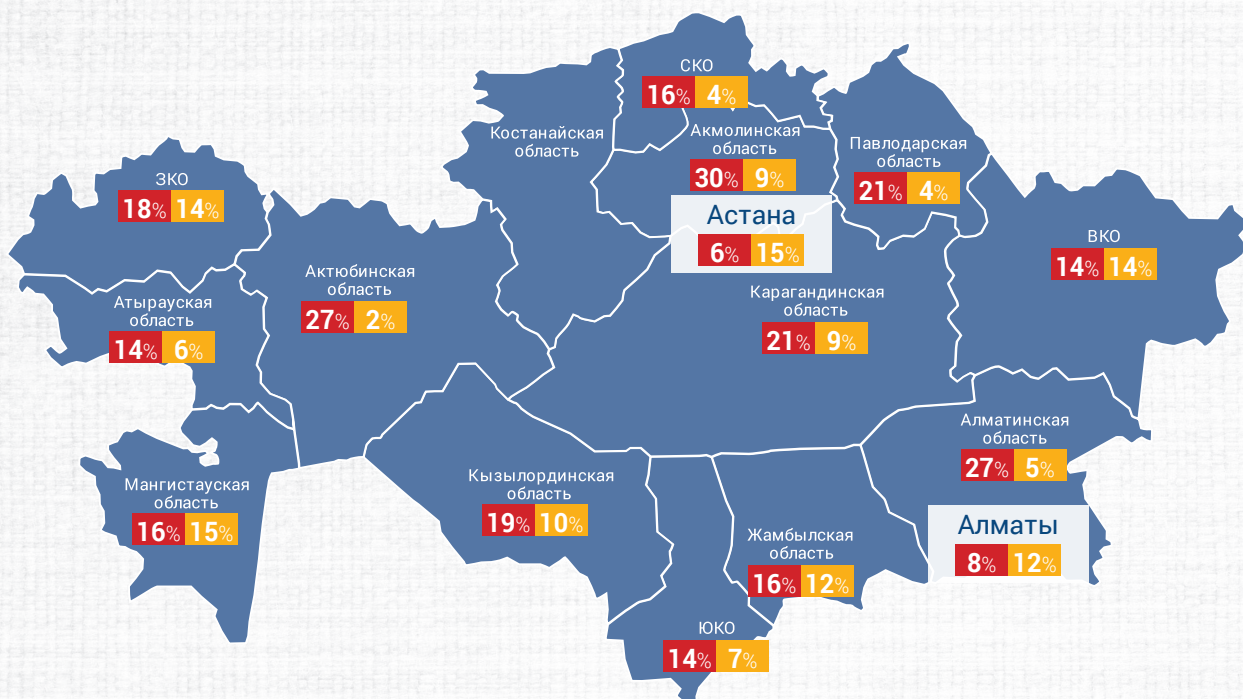 СКО
16% 4%
Костанайская
область
Акмолинская
область
30% 9%
Павлодарская
область
21% 4%
ЗКО
18% 14%
Астана
6% 15%
ВКО
14% 14%
Актюбинская
область
27% 2%
Атырауская
область
14% 6%
Карагандинская
область
21% 9%
Алматинская
область
27% 5%
Мангистауская
область
16% 15%
Кызылординская
область
19% 10%
Алматы
8% 12%
Жамбылская
область
16% 12%
ЮКО
14% 7%